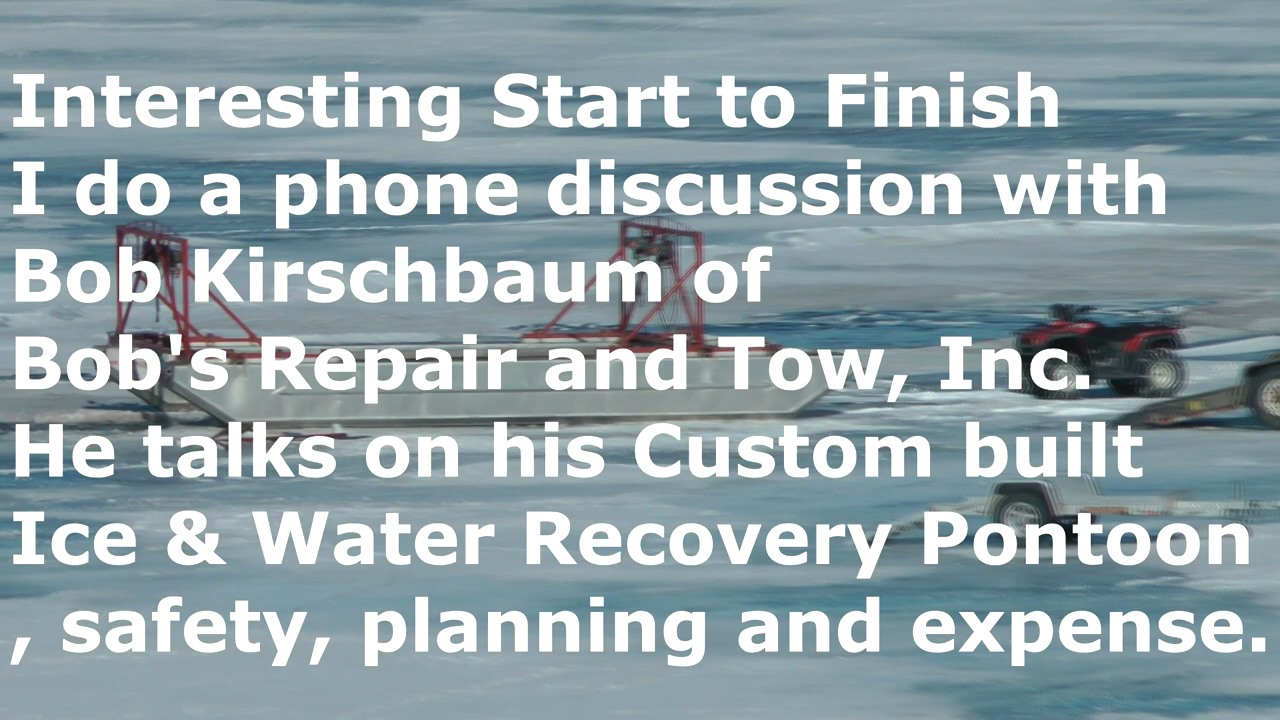 Interesting Start to Finish
I do a phone discussion with
Bob Kirschbaum of
Bob's Repair and Tow, Inc.
He talks on his Custom built
Ice & Water Recovery Pontoon
, safety, planning and expense.